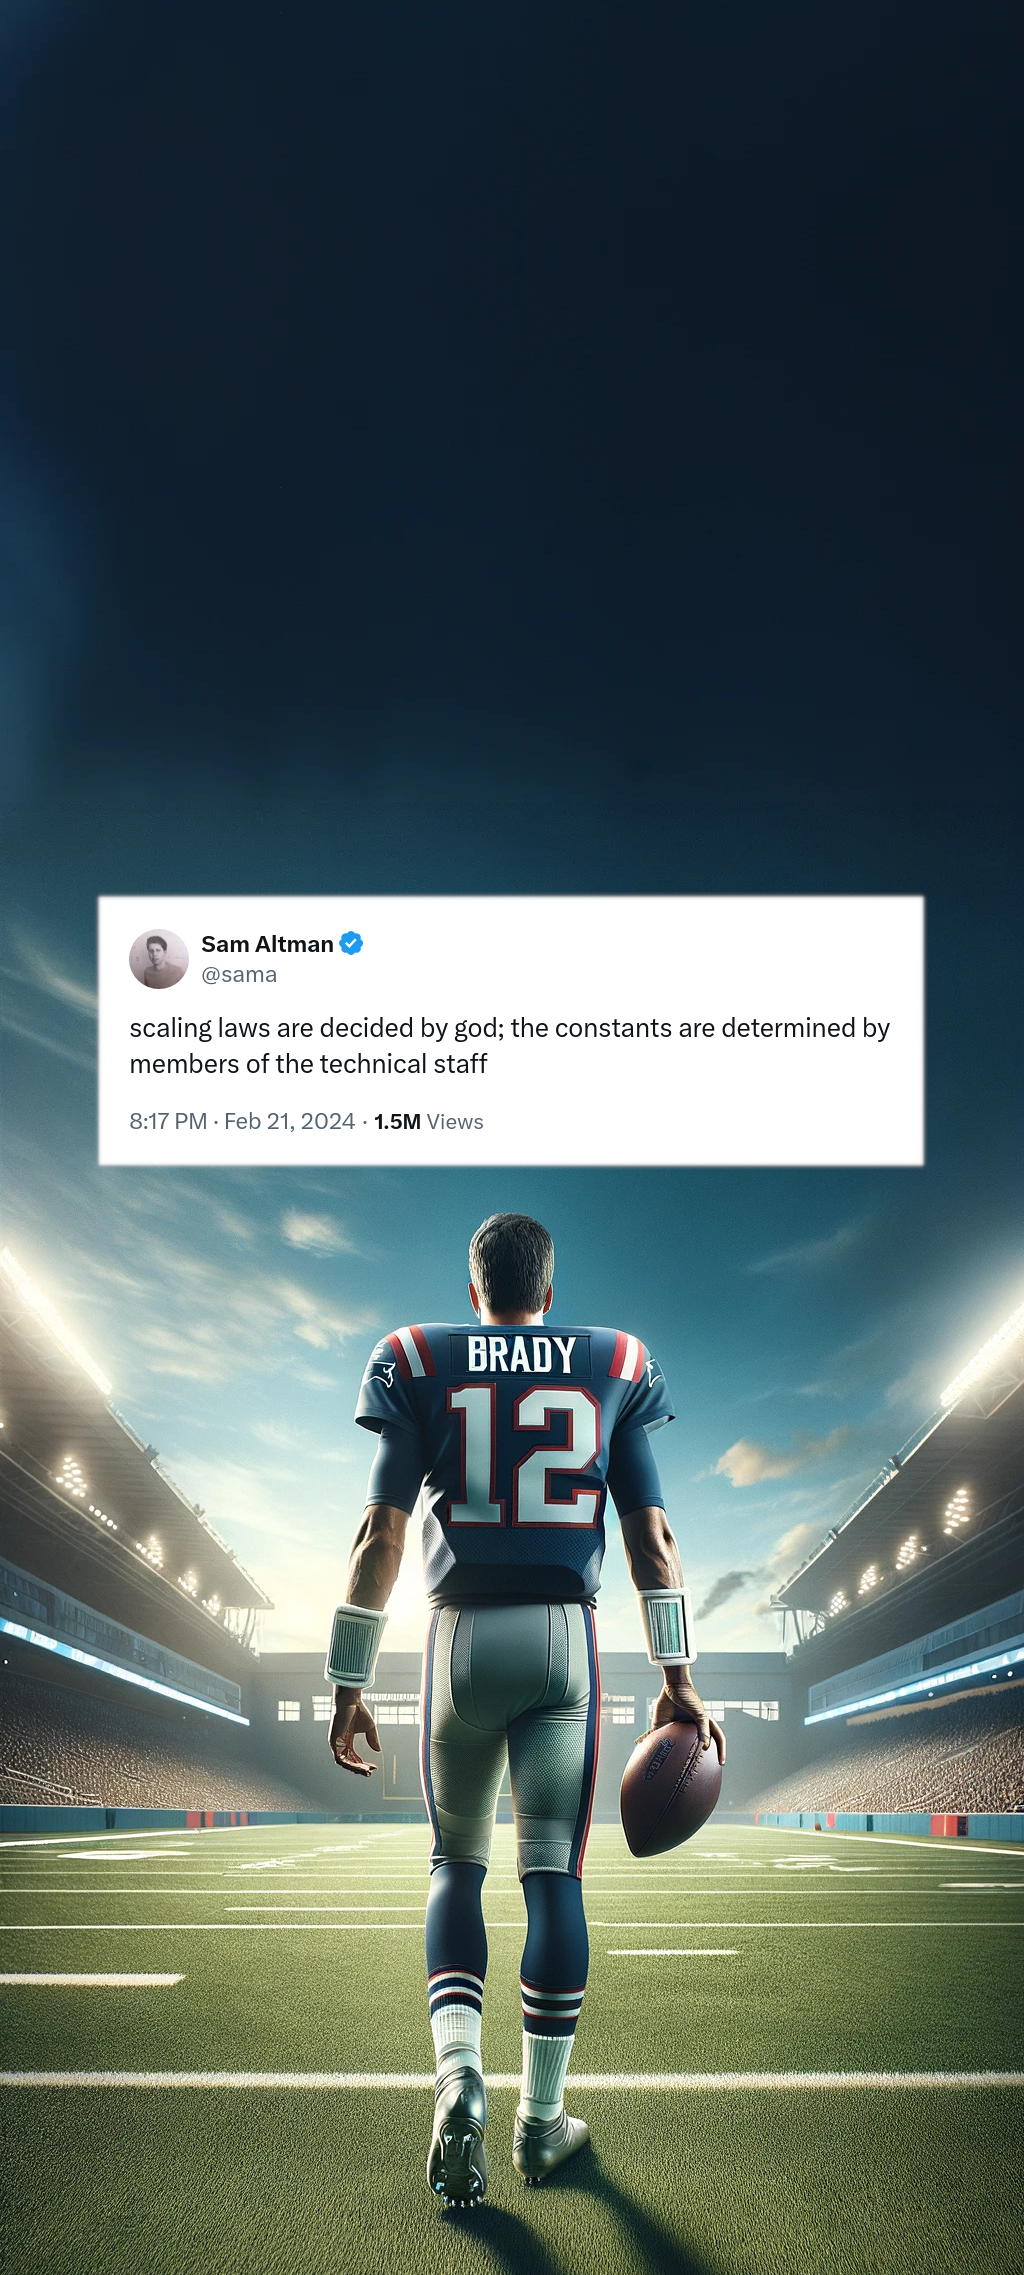 Sam Altman
@sama
scaling laws are decided by god; the constants are determined by
members of the technical staff
8:17 PM · Feb 21, 2024 · 1.5M Views
BRADY
12